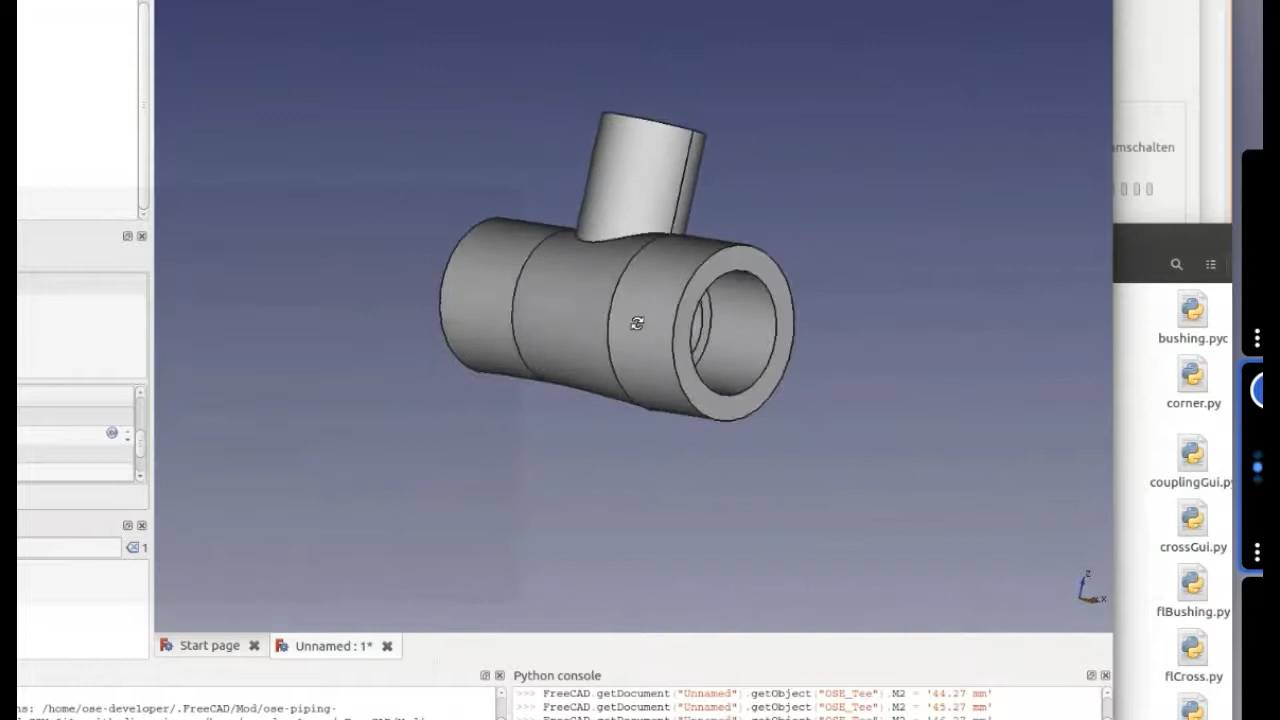 mschalten
bushing.pyc
corner.py
couplingGui.py
crossGui.py
flBushing.py
flCross.py
z
x
1
Start page
Unnamed : 1*
Python console
>>> FreeCAD.getDocument("Unnamed").getObject("OSE_Tee").M2 = '44.27 mm'
>>> FreeCAD.getDocument("Unnamed").getObject("OSE_Tee").M2 = '45.27 mm'
ns: /home/ose-developer/.FreeCAD/Mod/ose-piping-